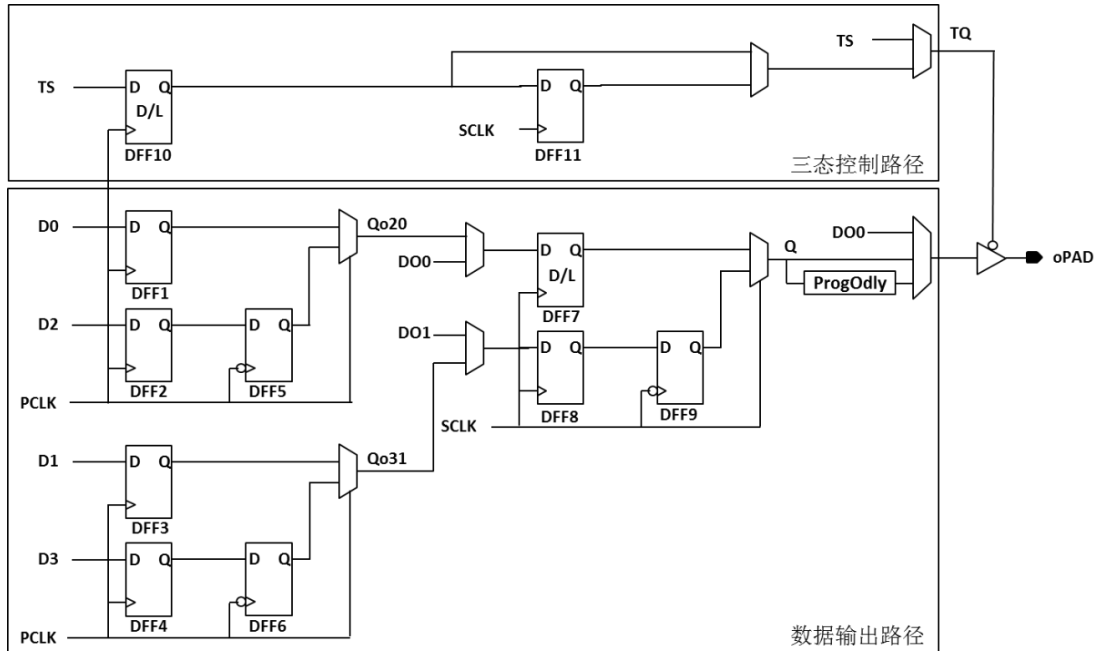 TS
TQ
TS
D Q
D/L
DFF10
D Q
SCLK
DFF11
三态控制路径
D0
D Q
DFF1
Qo20
DO0
D Q
D/L
DFF7
Q
DO0
ProgOdly
oPAD
D2
D Q
DFF2
D Q
DFF5
PCLK
DO1
D Q
DFF8
D Q
DFF9
SCLK
D1
D Q
DFF3
Qo31
D3
D Q
DFF4
D Q
DFF6
PCLK
数据输出路径